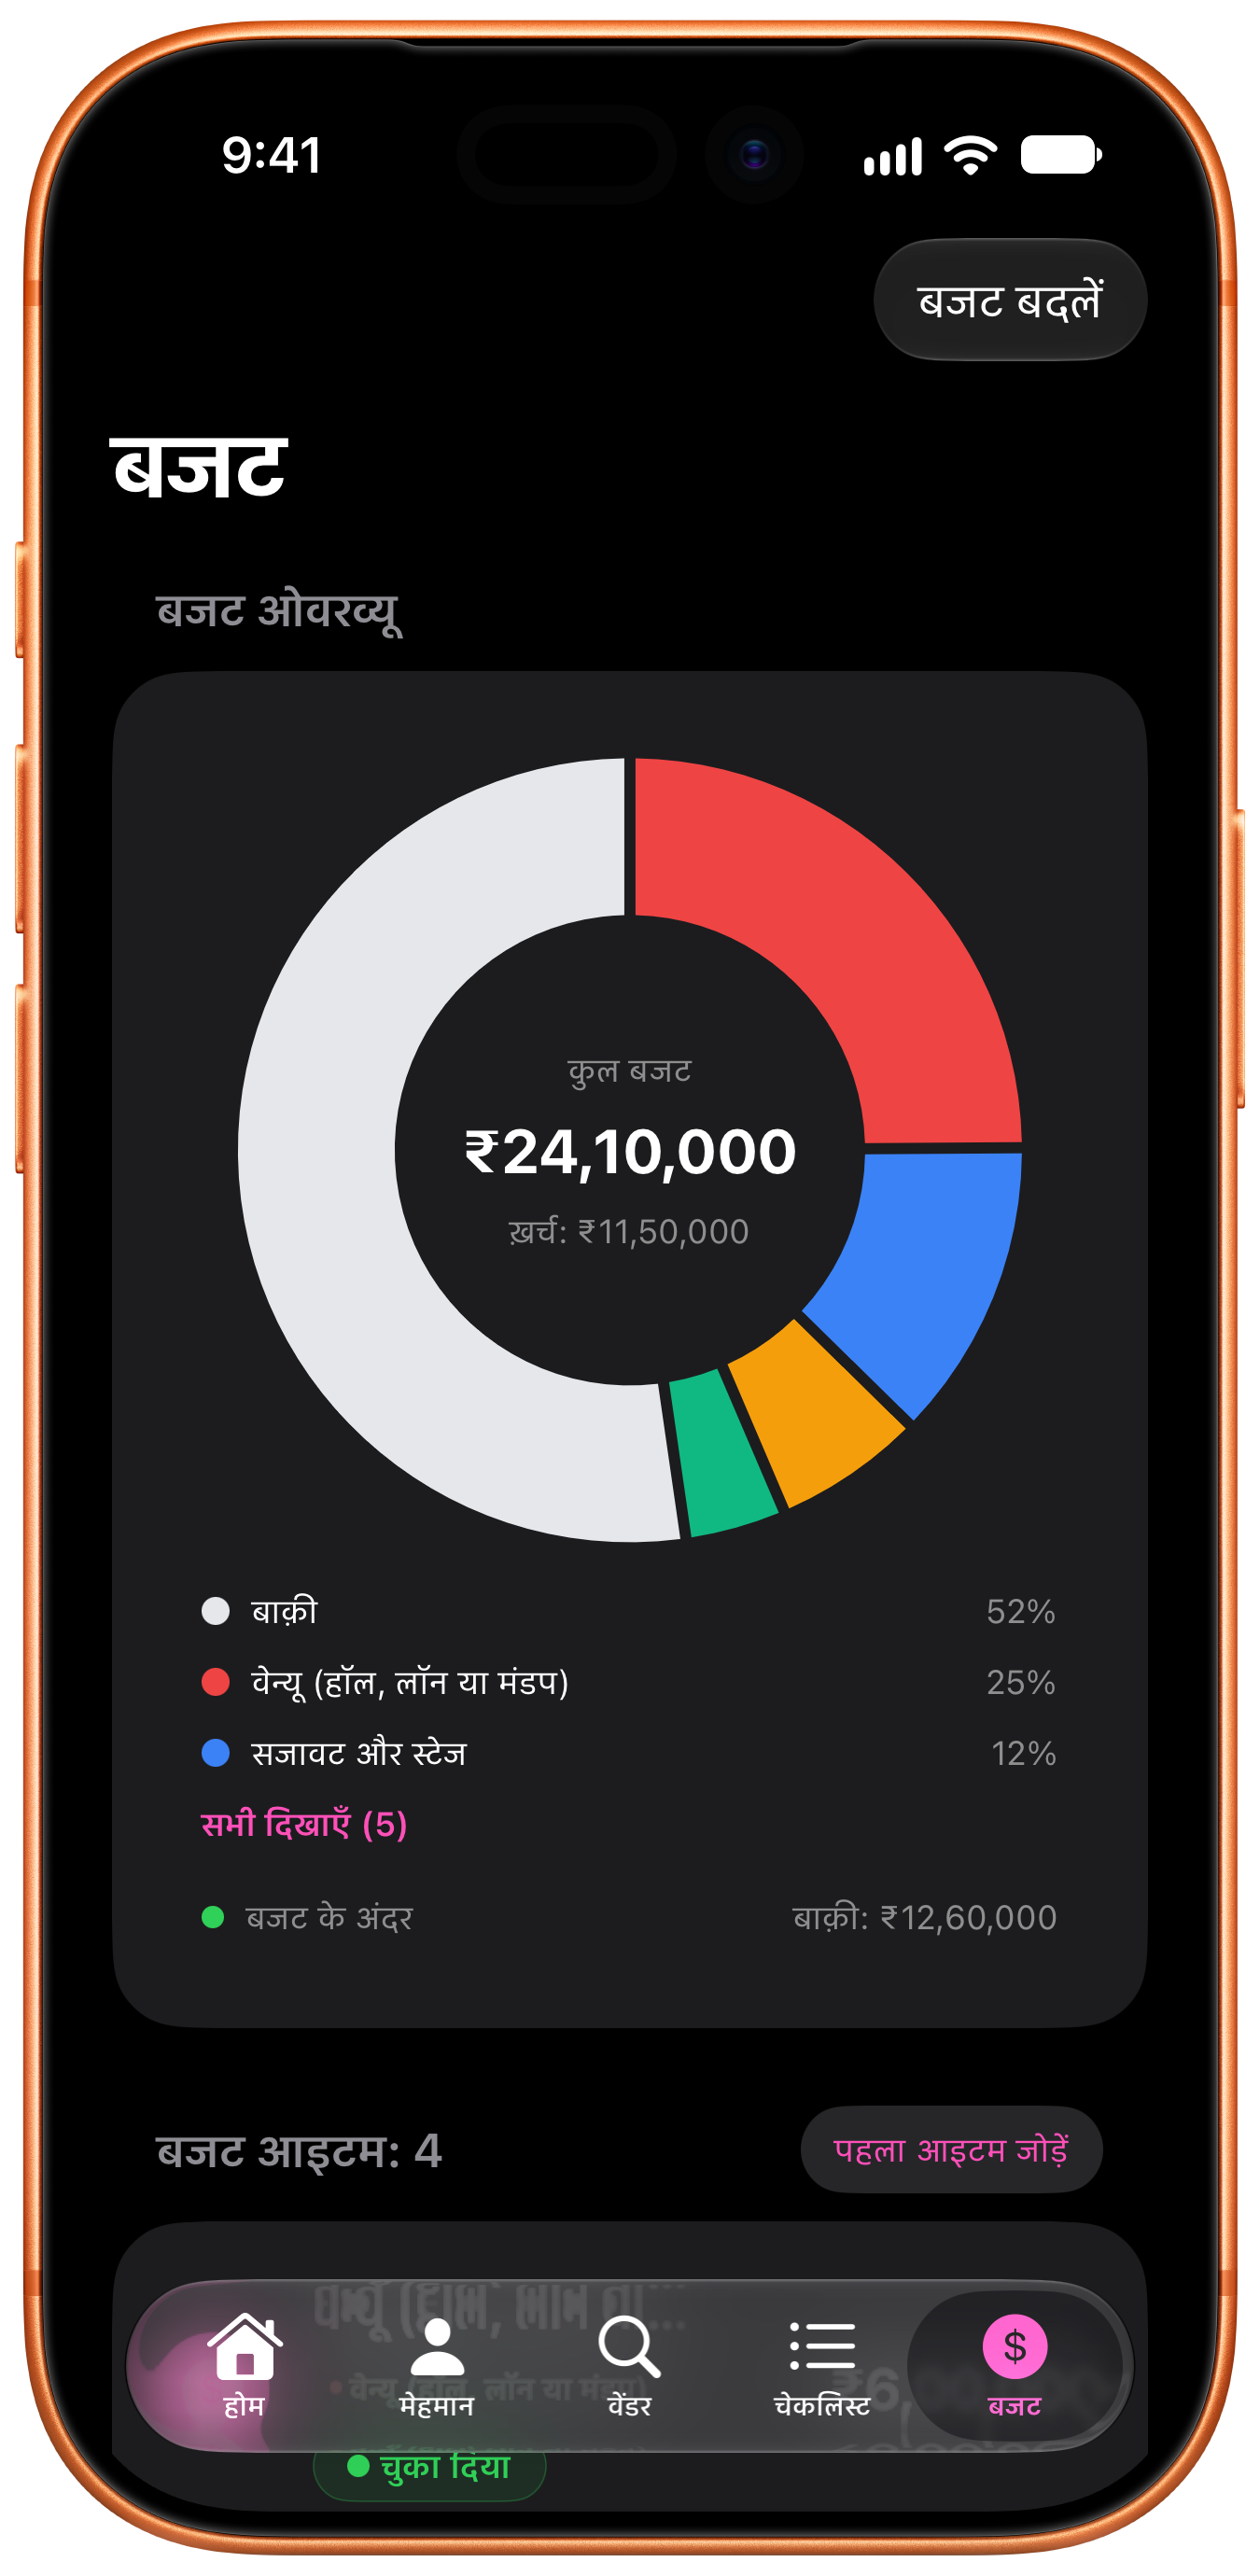 9:41
बजट बदलें
बजट
बजट ओवरव्यू
कुल बजट
₹24,10,000
ख़र्च: ₹11,50,000
बाक़ी 52%
वेन्यू (हॉल, लॉन या मंडप) 25%
सजावट और स्टेज 12%
सभी दिखाएँ (5)
बजट के अंदर बाक़ी: ₹12,60,000
बजट आइटम: 4 पहला आइटम जोड़ें
वेन्यू (हॉल, लॉन या...
वेन्यू (हॉल, लॉन या मंडप)
होम मेहमान वेंडर चेकलिस्ट बजट
चुका दिया